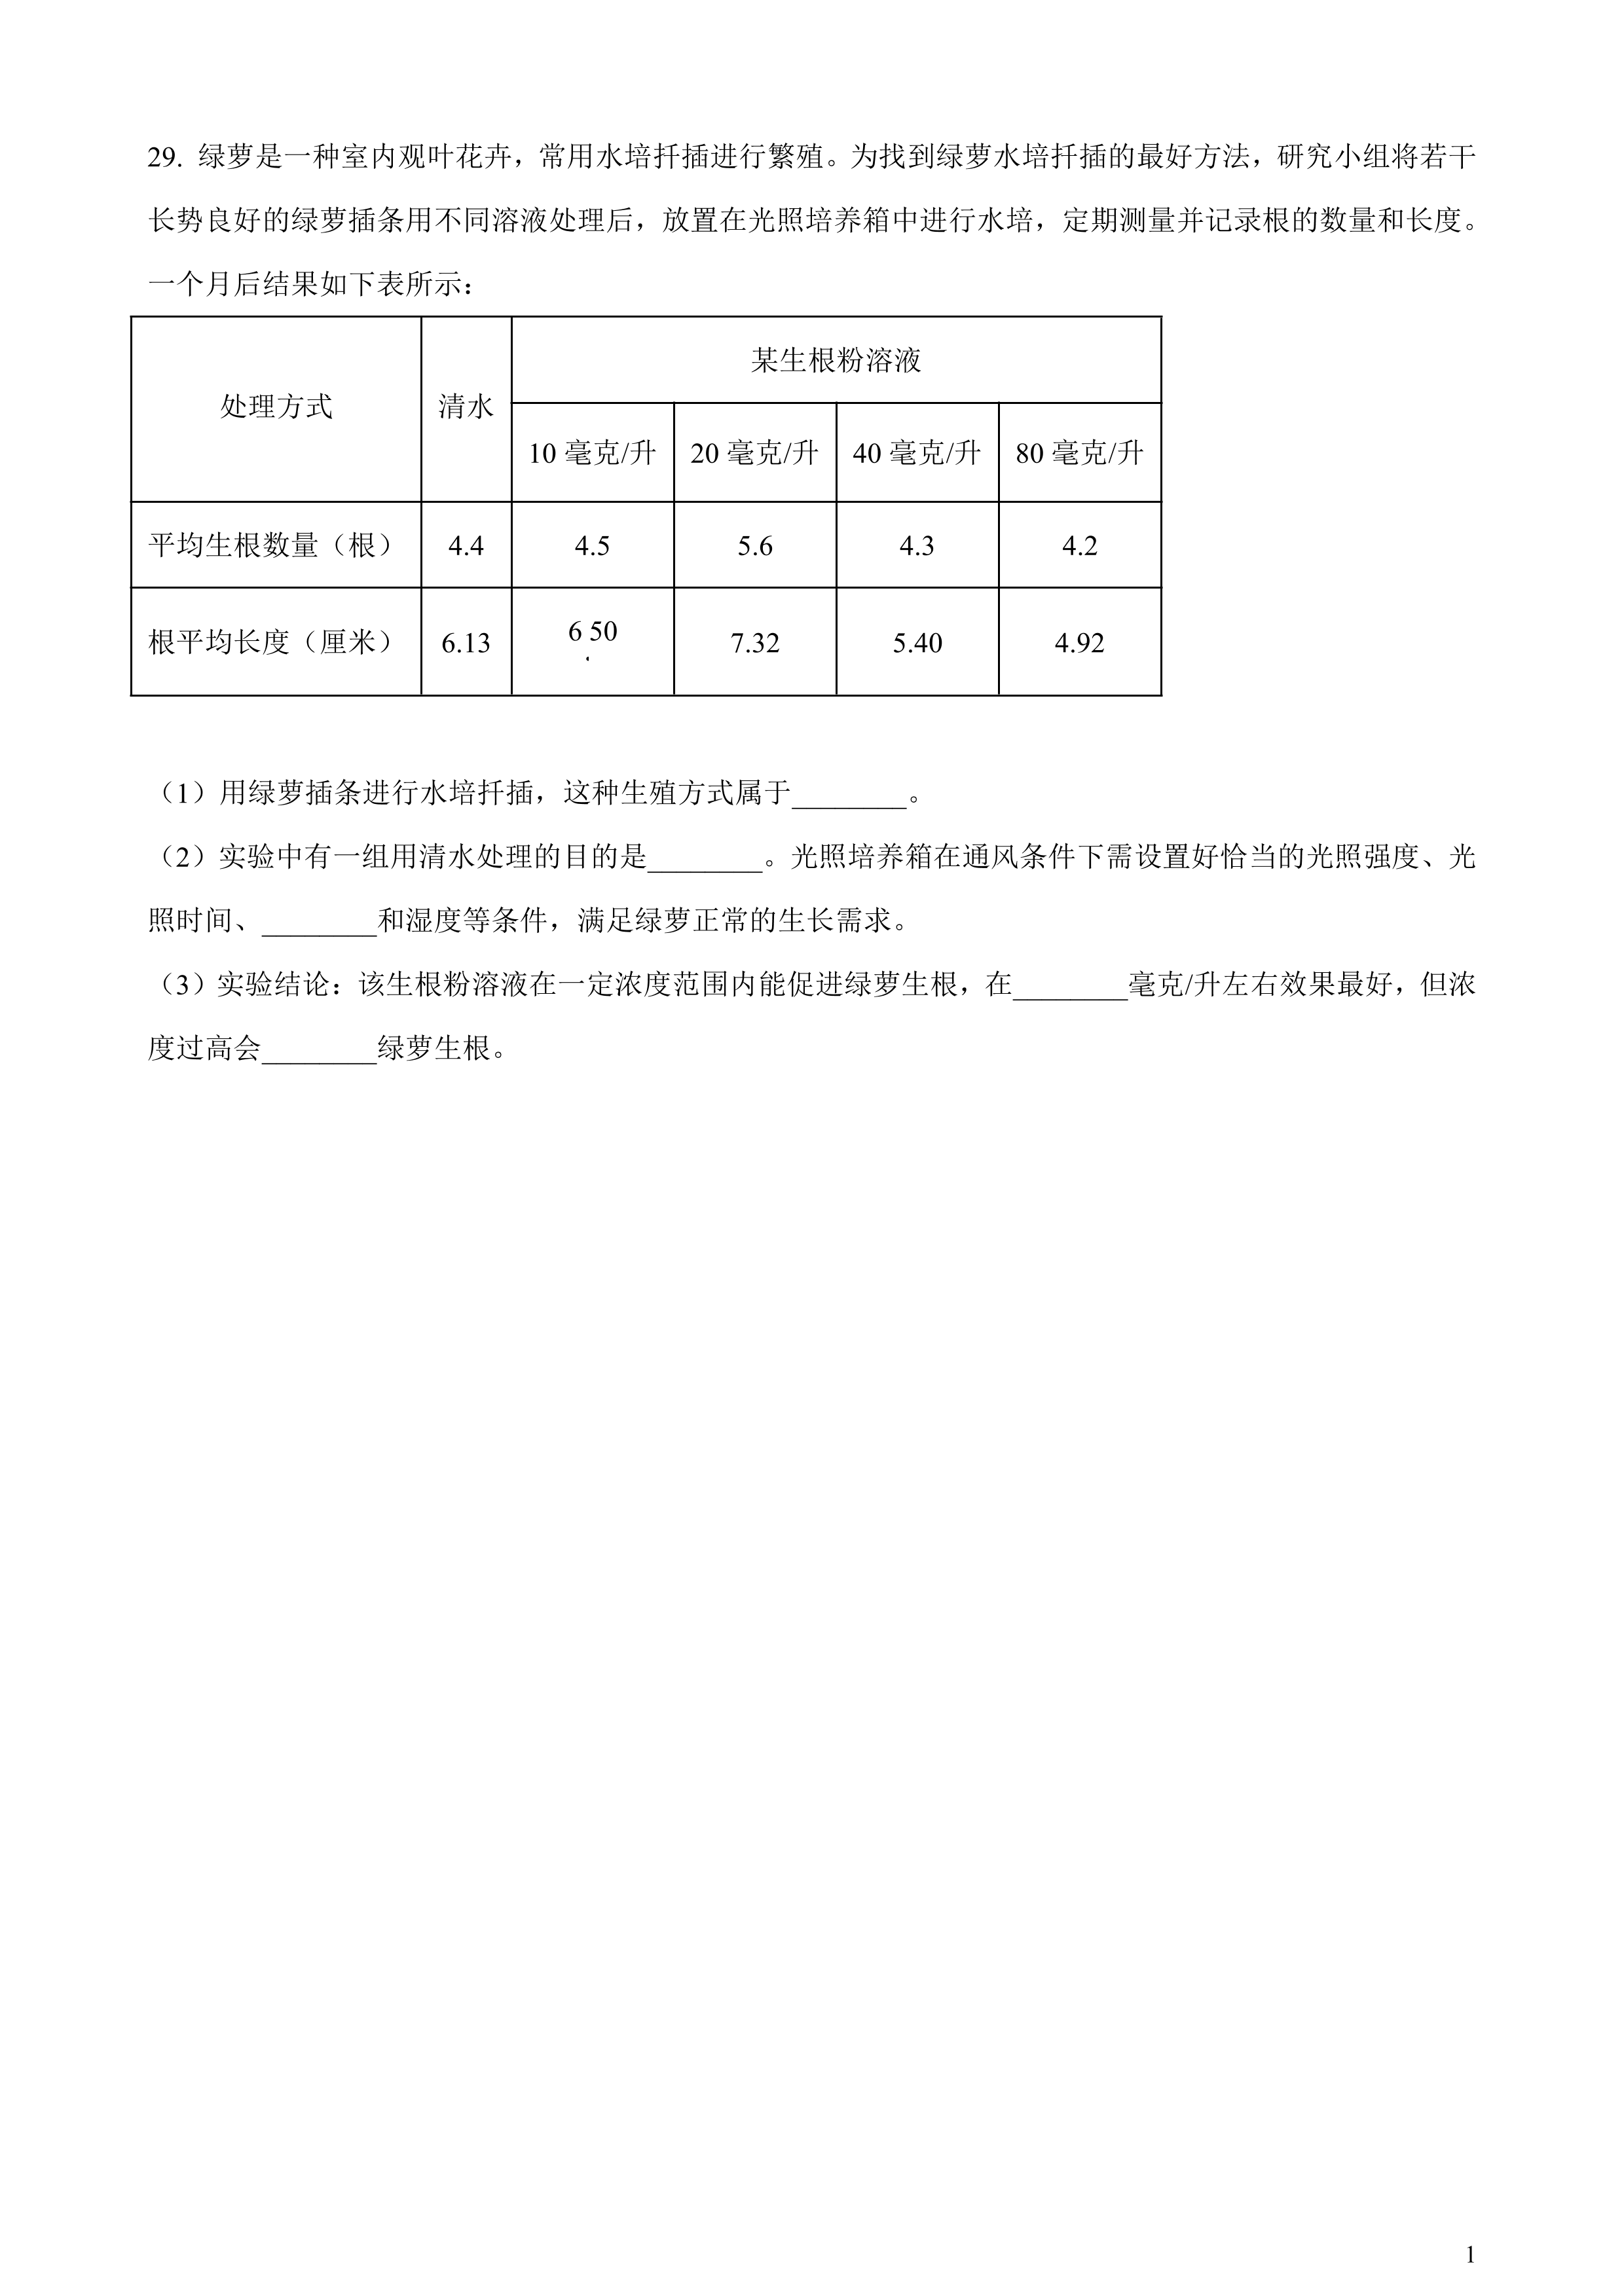 29. 绿萝是一种室内观叶花卉，常用水培扦插进行繁殖。为找到绿萝水培扦插的最好方法，研究小组将若干
长势良好的绿萝插条用不同溶液处理后，放置在光照培养箱中进行水培，定期测量并记录根的数量和长度。
一个月后结果如下表所示：
处理方式 清水 某生根粉溶液
10 毫克/升 20 毫克/升 40 毫克/升 80 毫克/升
平均生根数量（根） 4.4 4.5 5.6 4.3 4.2
根平均长度（厘米） 6.13 6.50 7.32 5.40 4.92
（1）用绿萝插条进行水培扦插，这种生殖方式属于________。
（2）实验中有一组用清水处理的目的是________。光照培养箱在通风条件下需设置好恰当的光照强度、光
照时间、________和湿度等条件，满足绿萝正常的生长需求。
（3）实验结论：该生根粉溶液在一定浓度范围内能促进绿萝生根，在________毫克/升左右效果最好，但浓
度过高会________绿萝生根。
1